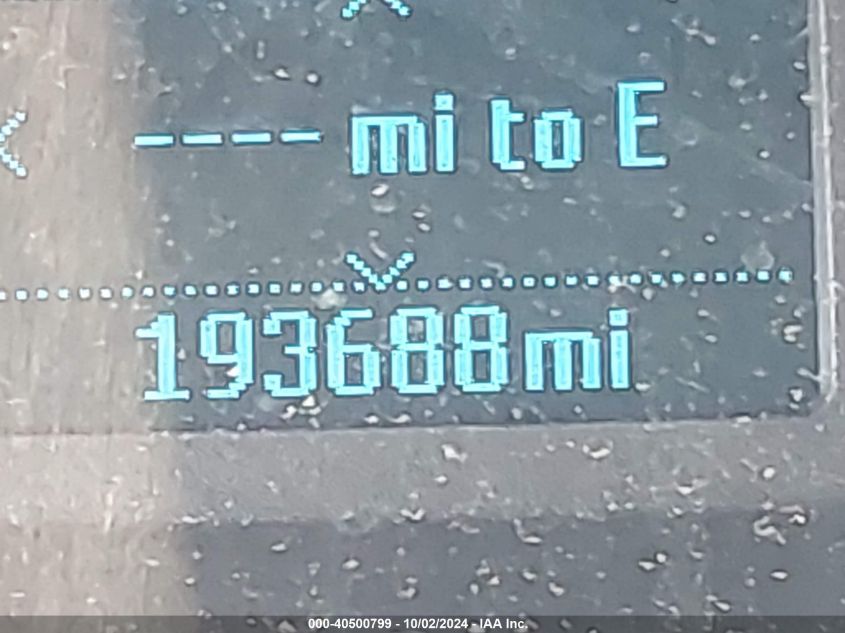 ---- mi to E
193688mi
000-40500799 - 10/02/2024 - IAA Inc.